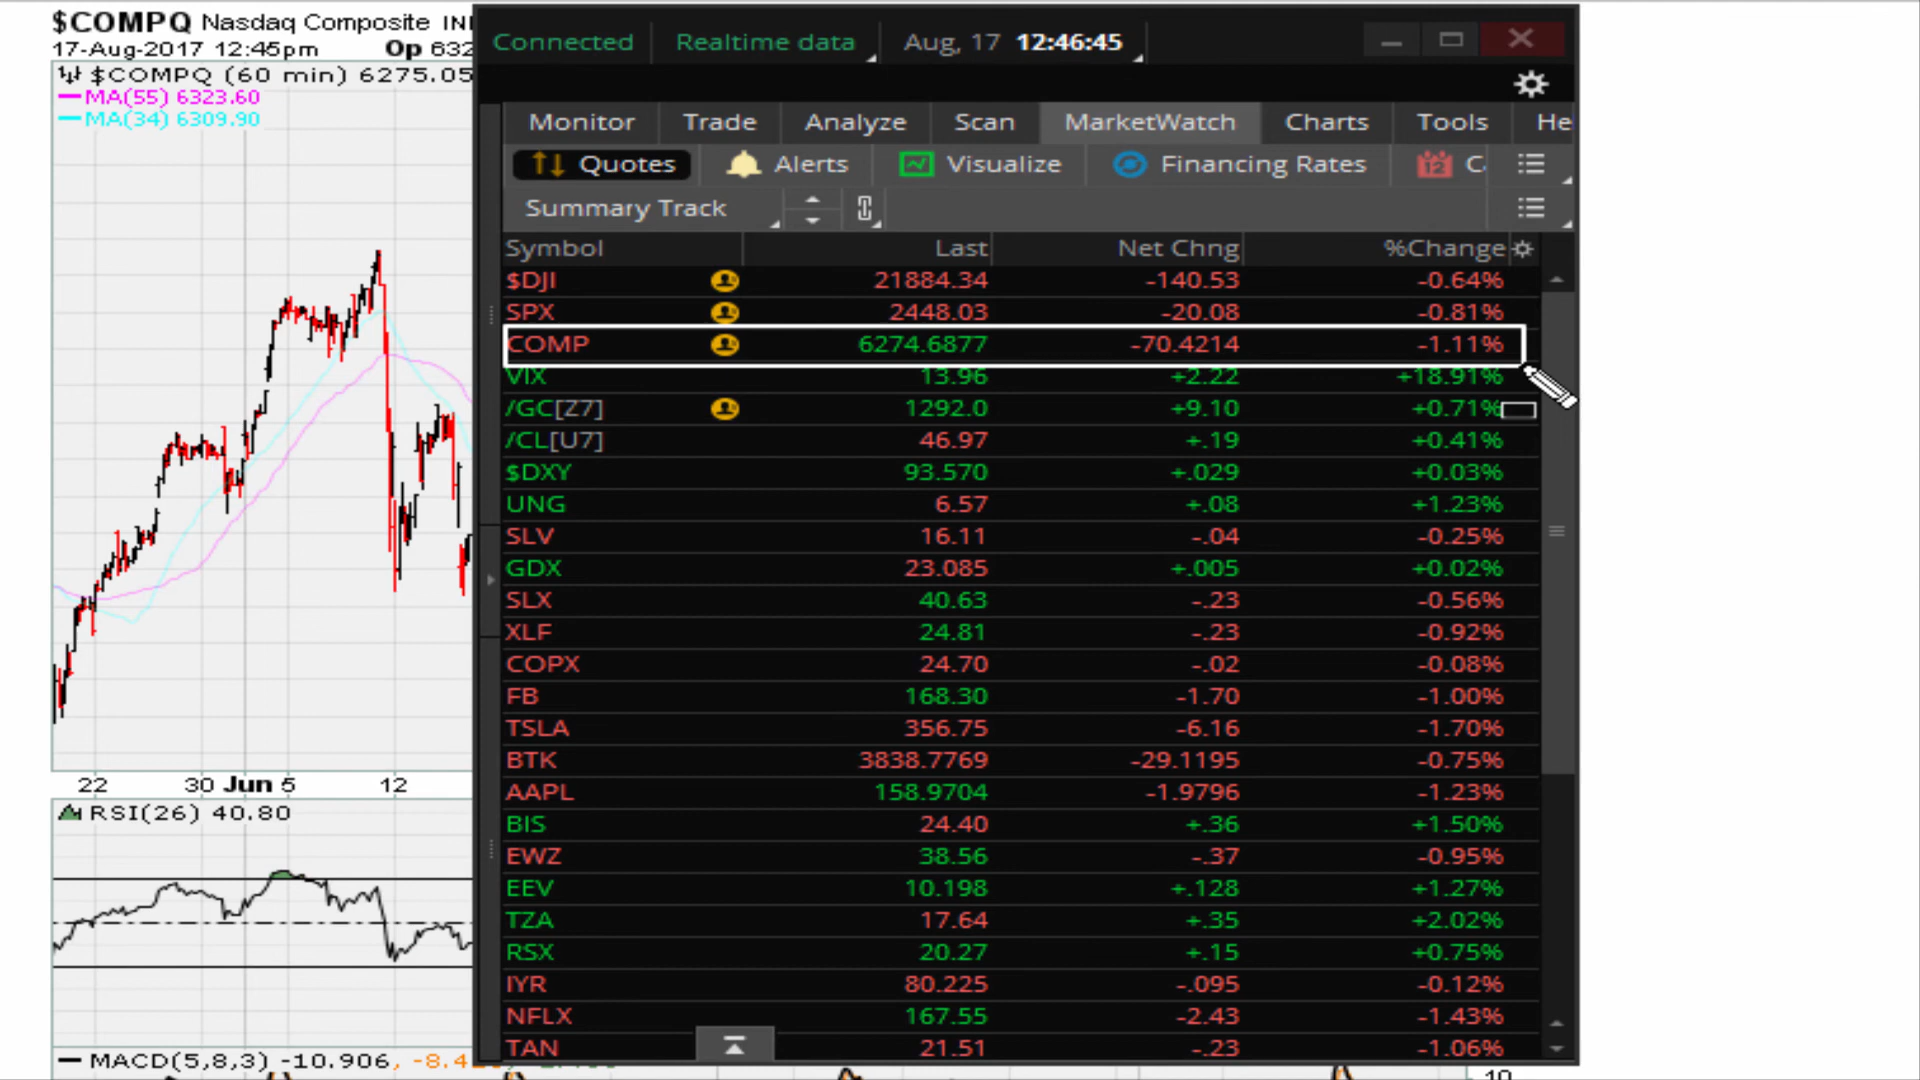 $COMPQ Nasdaq Composite
17-Aug-2017 12:45pm Op 632
$COMPQ (60 min) 6275.05
MA(55) 6323.60
MA(34) 6309.90
22 30 Jun 5 12
RSI(26) 40.80
MACD(5,8,3) -10.906,
Connected Realtime data Aug, 17 12:46:45
Monitor Trade Analyze Scan MarketWatch Charts Tools He
Quotes Alerts Visualize Financing Rates 12 C
Summary Track
Symbol Last Net Chng %Change
$DJI 21884.34 -140.53 -0.64%
SPX 2448.03 -20.08 -0.81%
COMP 6274.6877 -70.4214 -1.11%
VIX 13.96 +2.22 +18.91%
/GC[Z7] 1292.0 +9.10 +0.71%
/CL[U7] 46.97 +.19 +0.41%
$DXY 93.570 +.029 +0.03%
UNG 6.57 +.08 +1.23%
SLV 16.11 -.04 -0.25%
GDX 23.085 +.005 +0.02%
SLX 40.63 -.23 -0.56%
XLF 24.81 -.23 -0.92%
COPX 24.70 -.02 -0.08%
FB 168.30 -1.70 -1.00%
TSLA 356.75 -6.16 -1.70%
BTK 3838.7769 -29.1195 -0.75%
AAPL 158.9704 -1.9796 -1.23%
BIS 24.40 +.36 +1.50%
EWZ 38.56 -.37 -0.95%
EEV 10.198 +.128 +1.27%
TZA 17.64 +.35 +2.02%
RSX 20.27 +.15 +0.75%
IYR 80.225 -.095 -0.12%
NFLX 167.55 -2.43 -1.43%
TAN 21.51 -.23 -1.06%